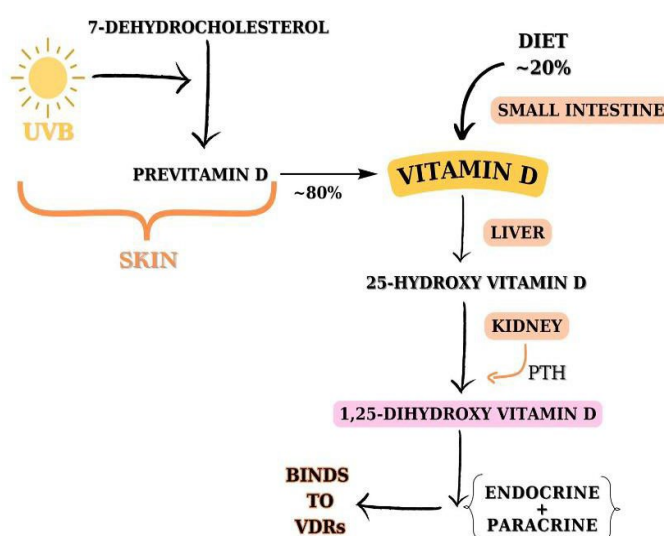 7-DEHYDROCHOLESTEROL
DIET
~20%
SMALL INTESTINE
UVB
PREVITAMIN D
~80%
VITAMIN D
SKIN
LIVER
25-HYDROXY VITAMIN D
KIDNEY
PTH
1,25-DIHYDROXY VITAMIN D
BINDS
TO
VDRs
ENDOCRINE
+
PARACRINE